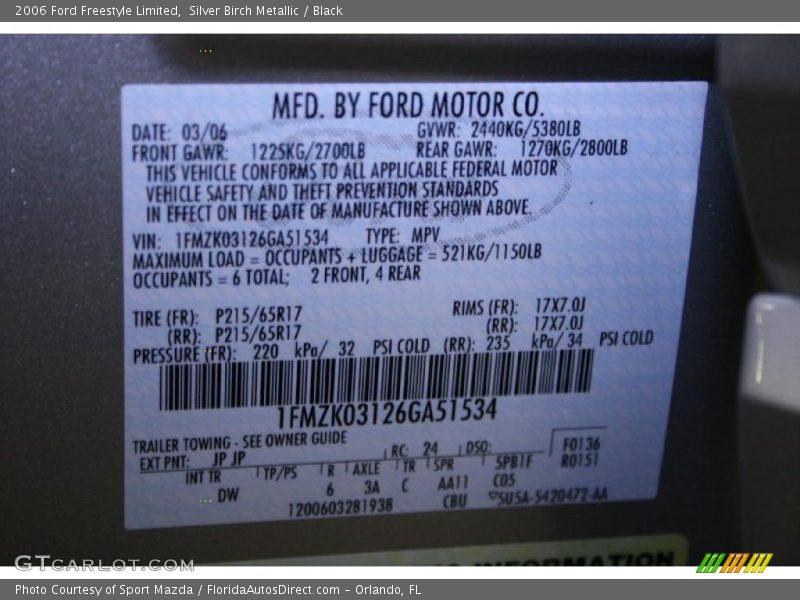 2006 Ford Freestyle Limited, Silver Birch Metallic / Black
MFD. BY FORD MOTOR CO.
DATE: 03/06 GVWR: 2440KG/5380LB
FRONT GAWR: 1225KG/2700LB REAR GAWR: 1270KG/2800LB
THIS VEHICLE CONFORMS TO ALL APPLICABLE FEDERAL MOTOR
VEHICLE SAFETY AND THEFT PREVENTION STANDARDS
IN EFFECT ON THE DATE OF MANUFACTURE SHOWN ABOVE.
VIN: 1FMZK03126GA51534 TYPE: MPV
MAXIMUM LOAD = OCCUPANTS + LUGGAGE = 521KG/1150LB
OCCUPANTS = 6 TOTAL; 2 FRONT, 4 REAR
TIRE (FR): P215/65R17 RIMS (FR): 17X7.0J
(RR): P215/65R17 (RR): 17X7.0J
PRESSURE (FR): 220 kPa/ 32 PSI COLD (RR): 235 kPa/ 34 PSI COLD
1FMZK03126GA51534
TRAILER TOWING - SEE OWNER GUIDE
EXT PNT: JP JP RC: 24 DSO: F0136
INT TR TP/PS R AXLE TR SPR SPB1F R0151
DW 6 3A C AA11 C05
1200603281938 CBU 5U5A-5420472-AA
INFORMATION
GTCarLot.com
Photo Courtesy of Sport Mazda / FloridaAutosDirect.com - Orlando, FL